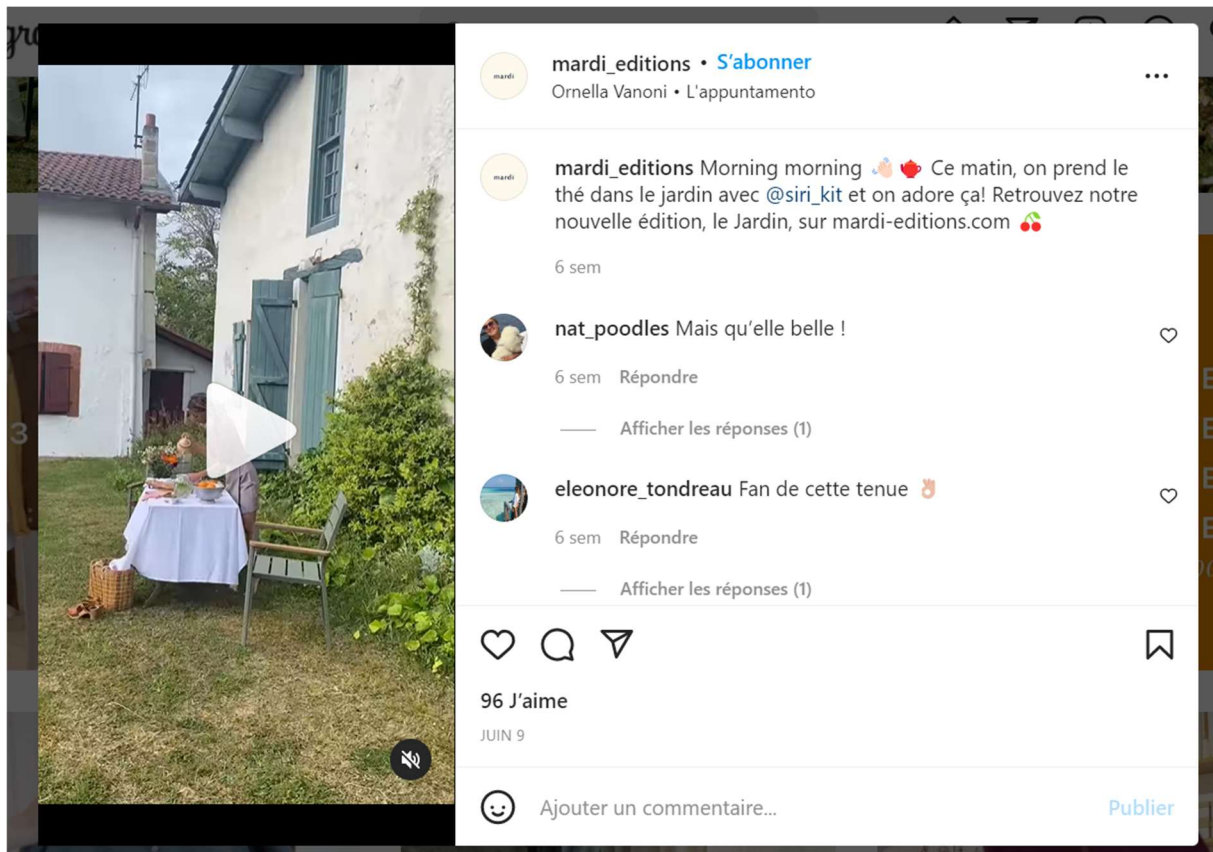 mardi
mardi_editions • S'abonner
Ornella Vanoni • L'appuntamento
mardi
mardi_editions Morning morning 👋🏻 🫖 Ce matin, on prend le
thé dans le jardin avec @siri_kit et on adore ça! Retrouvez notre
nouvelle édition, le Jardin, sur mardi-editions.com 🍒
6 sem
nat_poodles Mais qu'elle belle !
6 sem Répondre
Afficher les réponses (1)
eleonore_tondreau Fan de cette tenue 👌🏼
6 sem Répondre
Afficher les réponses (1)
96 J'aime
JUIN 9
Ajouter un commentaire...
Publier
3